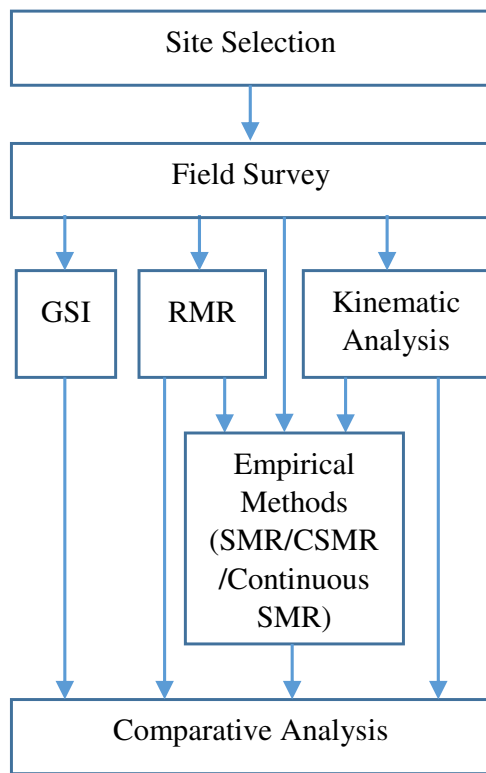 Site Selection
Field Survey
GSI
RMR
Kinematic
Analysis
Empirical
Methods
(SMR/CSMR
/Continuous
SMR)
Comparative Analysis